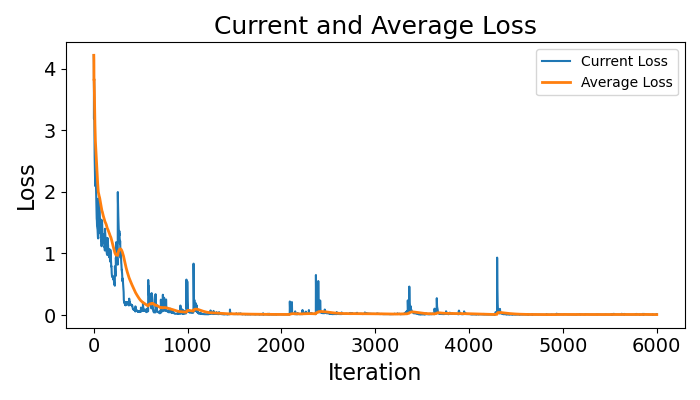 Current and Average Loss
Current Loss
Average Loss
Loss
4
3
2
1
0
0 1000 2000 3000 4000 5000 6000
Iteration